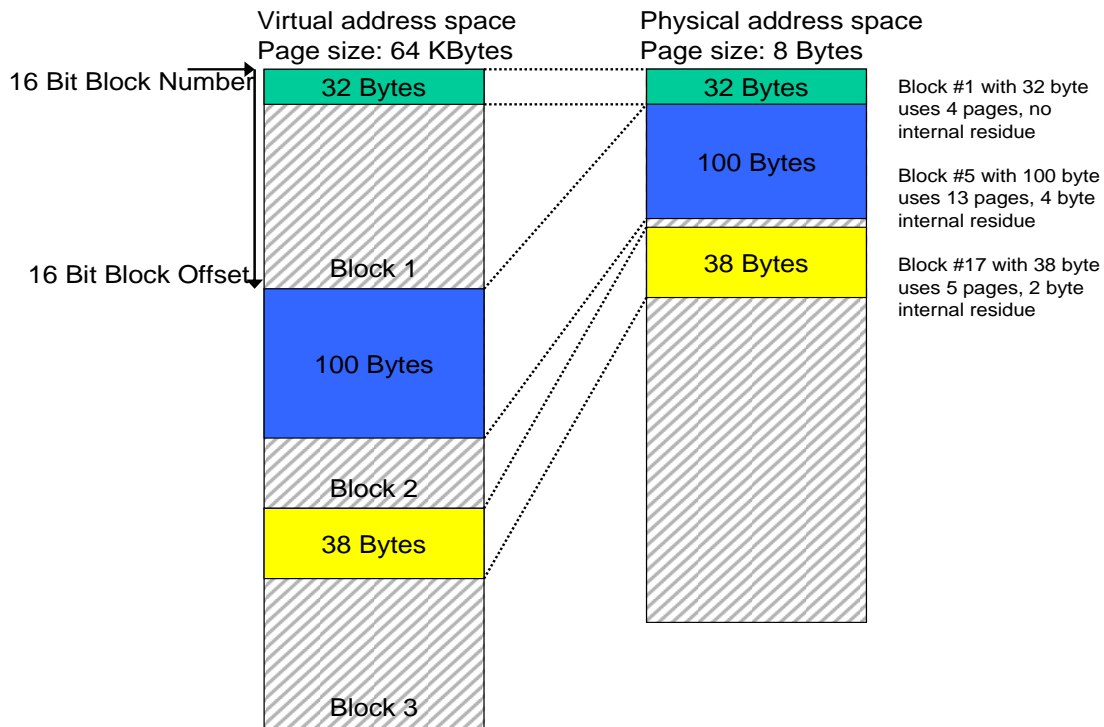 Virtual address space
Page size: 64 KBytes
Physical address space
Page size: 8 Bytes
16 Bit Block Number
32 Bytes
32 Bytes
Block #1 with 32 byte
uses 4 pages, no
internal residue
100 Bytes
Block #5 with 100 byte
uses 13 pages, 4 byte
internal residue
16 Bit Block Offset
Block 1
38 Bytes
Block #17 with 38 byte
uses 5 pages, 2 byte
internal residue
100 Bytes
Block 2
38 Bytes
Block 3